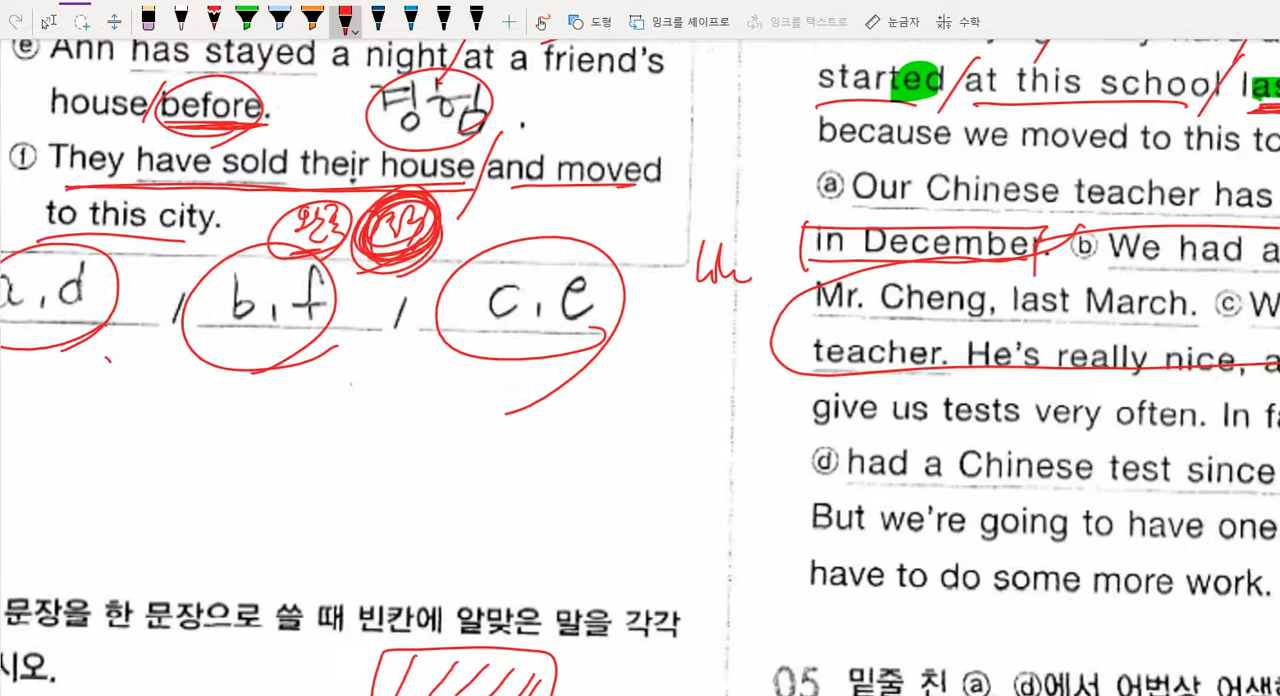 도형
잉크를 셰이프로
잉크를 텍스트로
눈금자
수학
ⓔ Ann has stayed a night at a friend's
house before.
경험
ⓕ They have sold their house and moved
to this city.
완료
a, d / b, f / c, e
문장을 한 문장으로 쓸 때 빈칸에 알맞은 말을 각각
시오.
started at this school las
because we moved to this to
ⓐ Our Chinese teacher has
in December. ⓑ We had a
Mr. Cheng, last March. ⓒ W
teacher. He's really nice, a
give us tests very often. In fa
ⓓ had a Chinese test since
But we're going to have one
have to do some more work.
05 밑줄 친 ⓐ, ⓓ에서 어법상 어색한